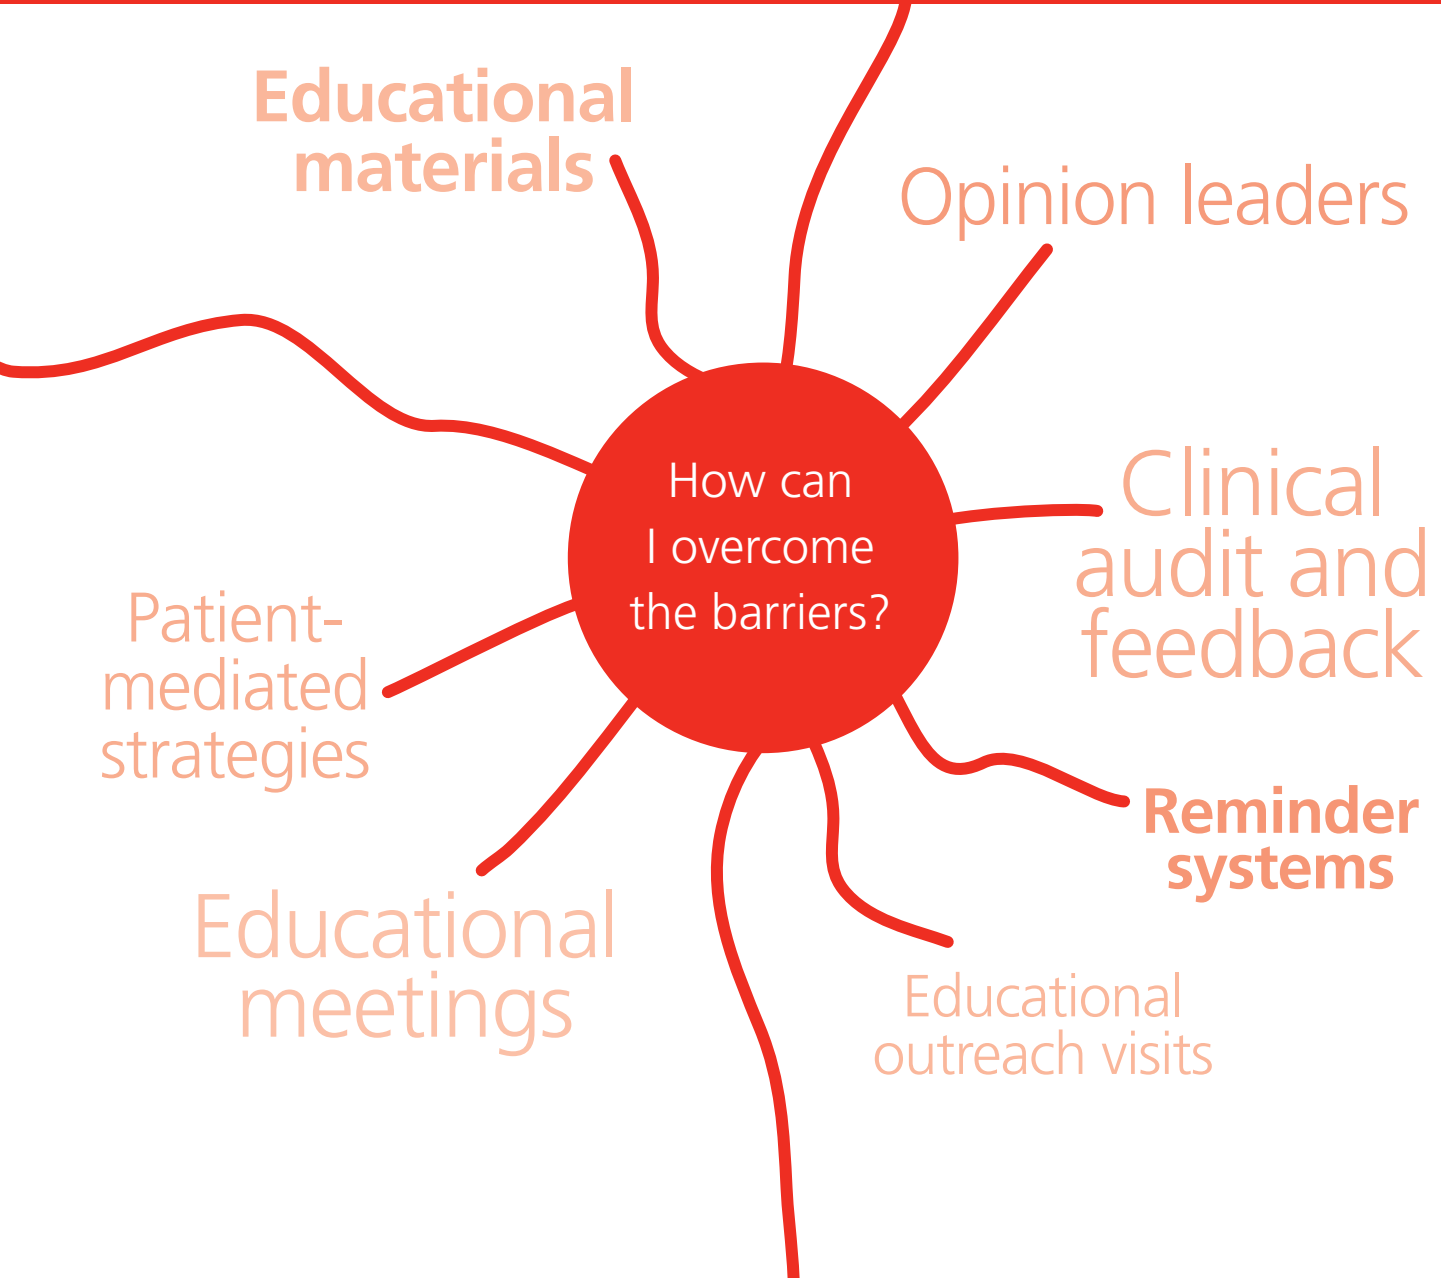 Educational
materials
Opinion leaders
How can
I overcome
the barriers?
Clinical
audit and
feedback
Patient-
mediated
strategies
Reminder
systems
Educational
meetings
Educational
outreach visits